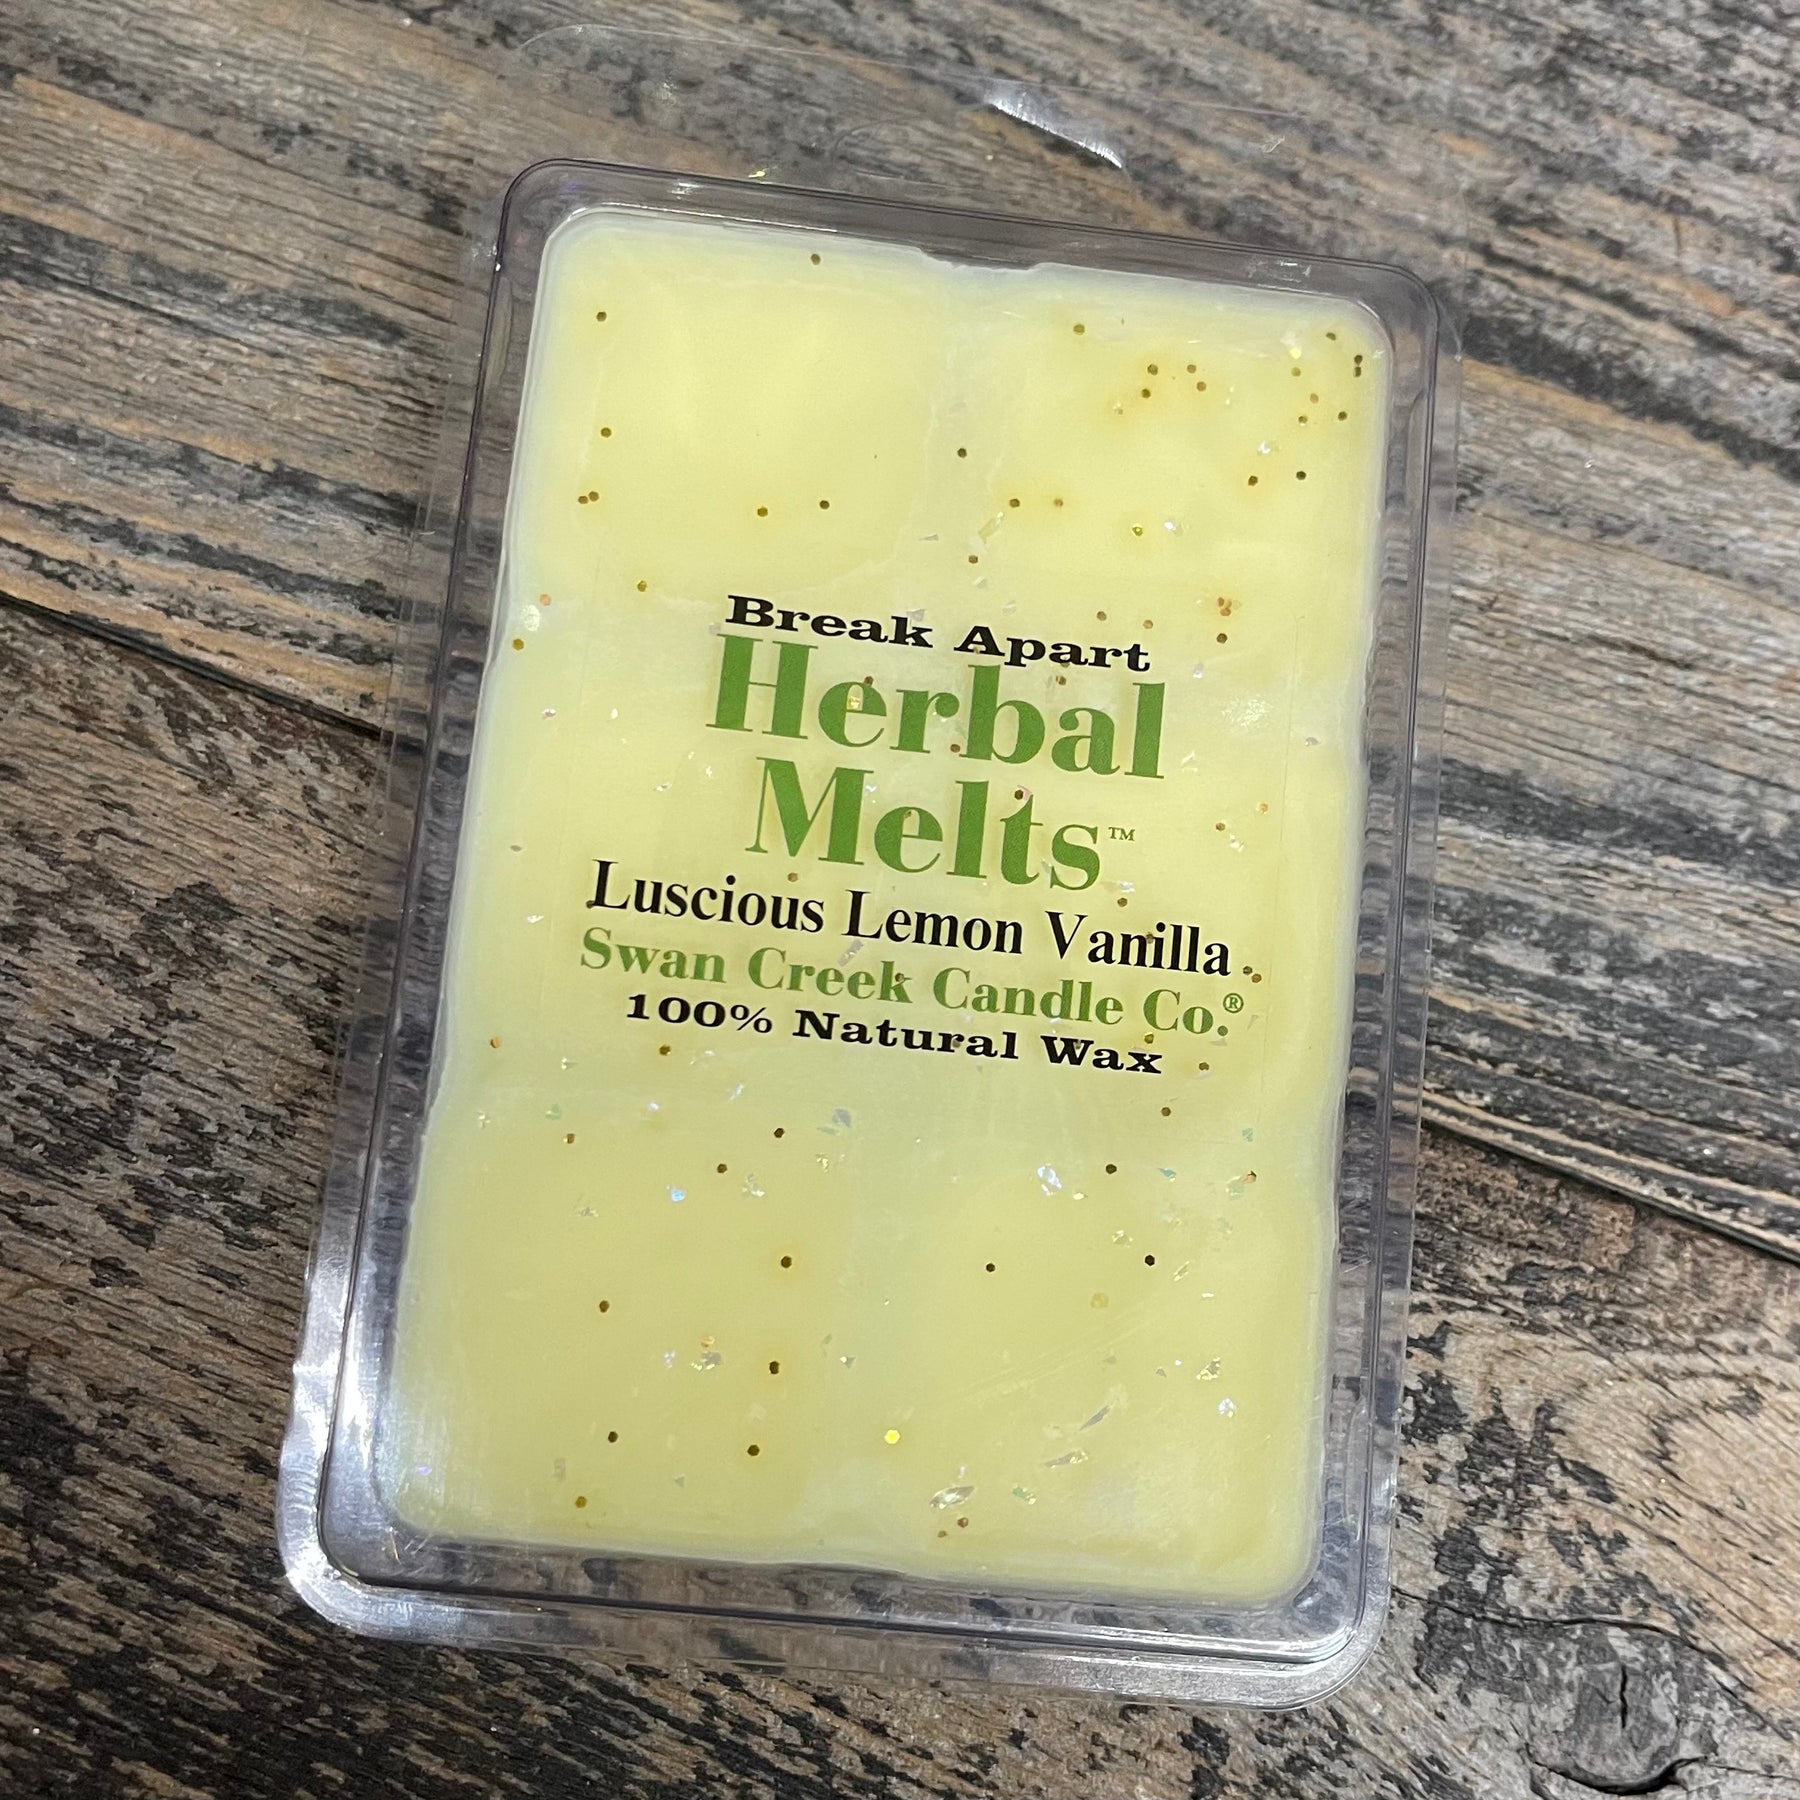 Break Apart
Herbal
Melts™
Luscious Lemon Vanilla
Swan Creek Candle Co.®
100% Natural Wax